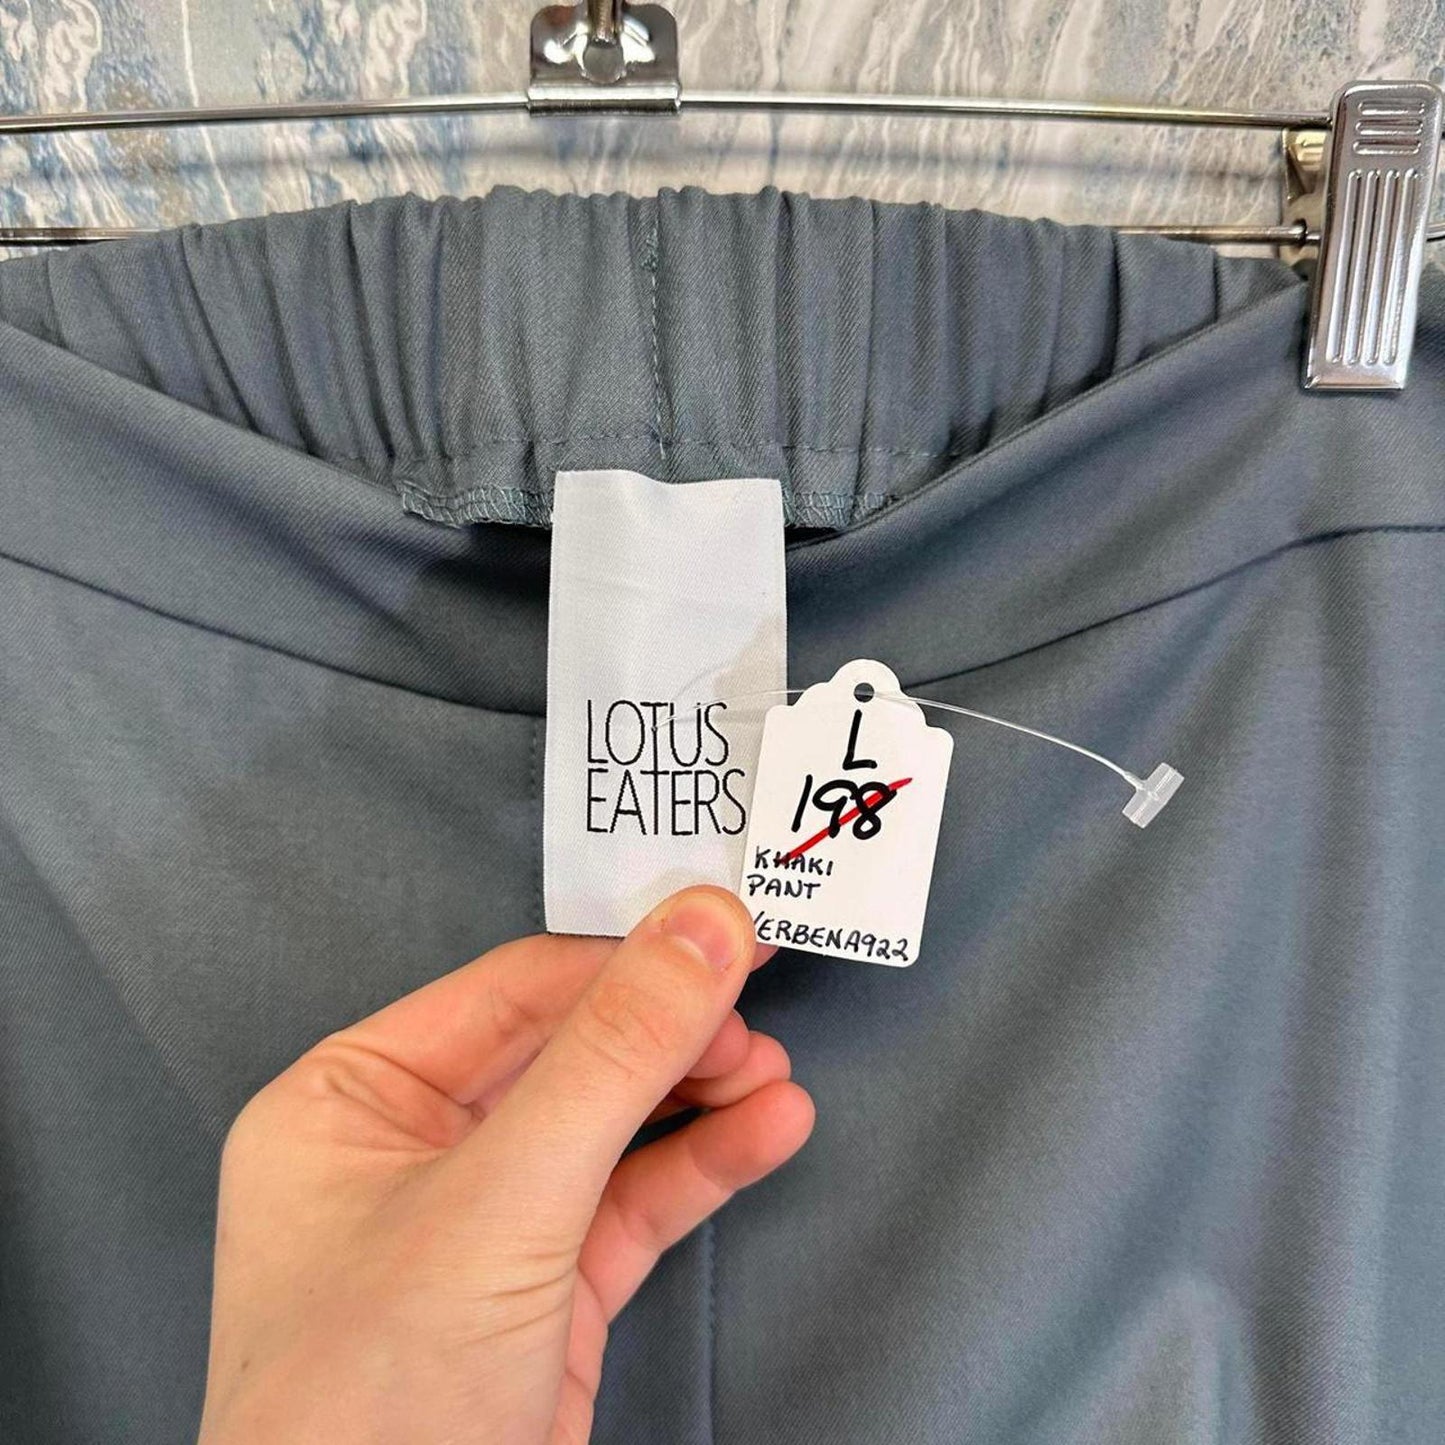 LOTUS
EATERS
L
198
KHAKI
PANT
VERBENA922